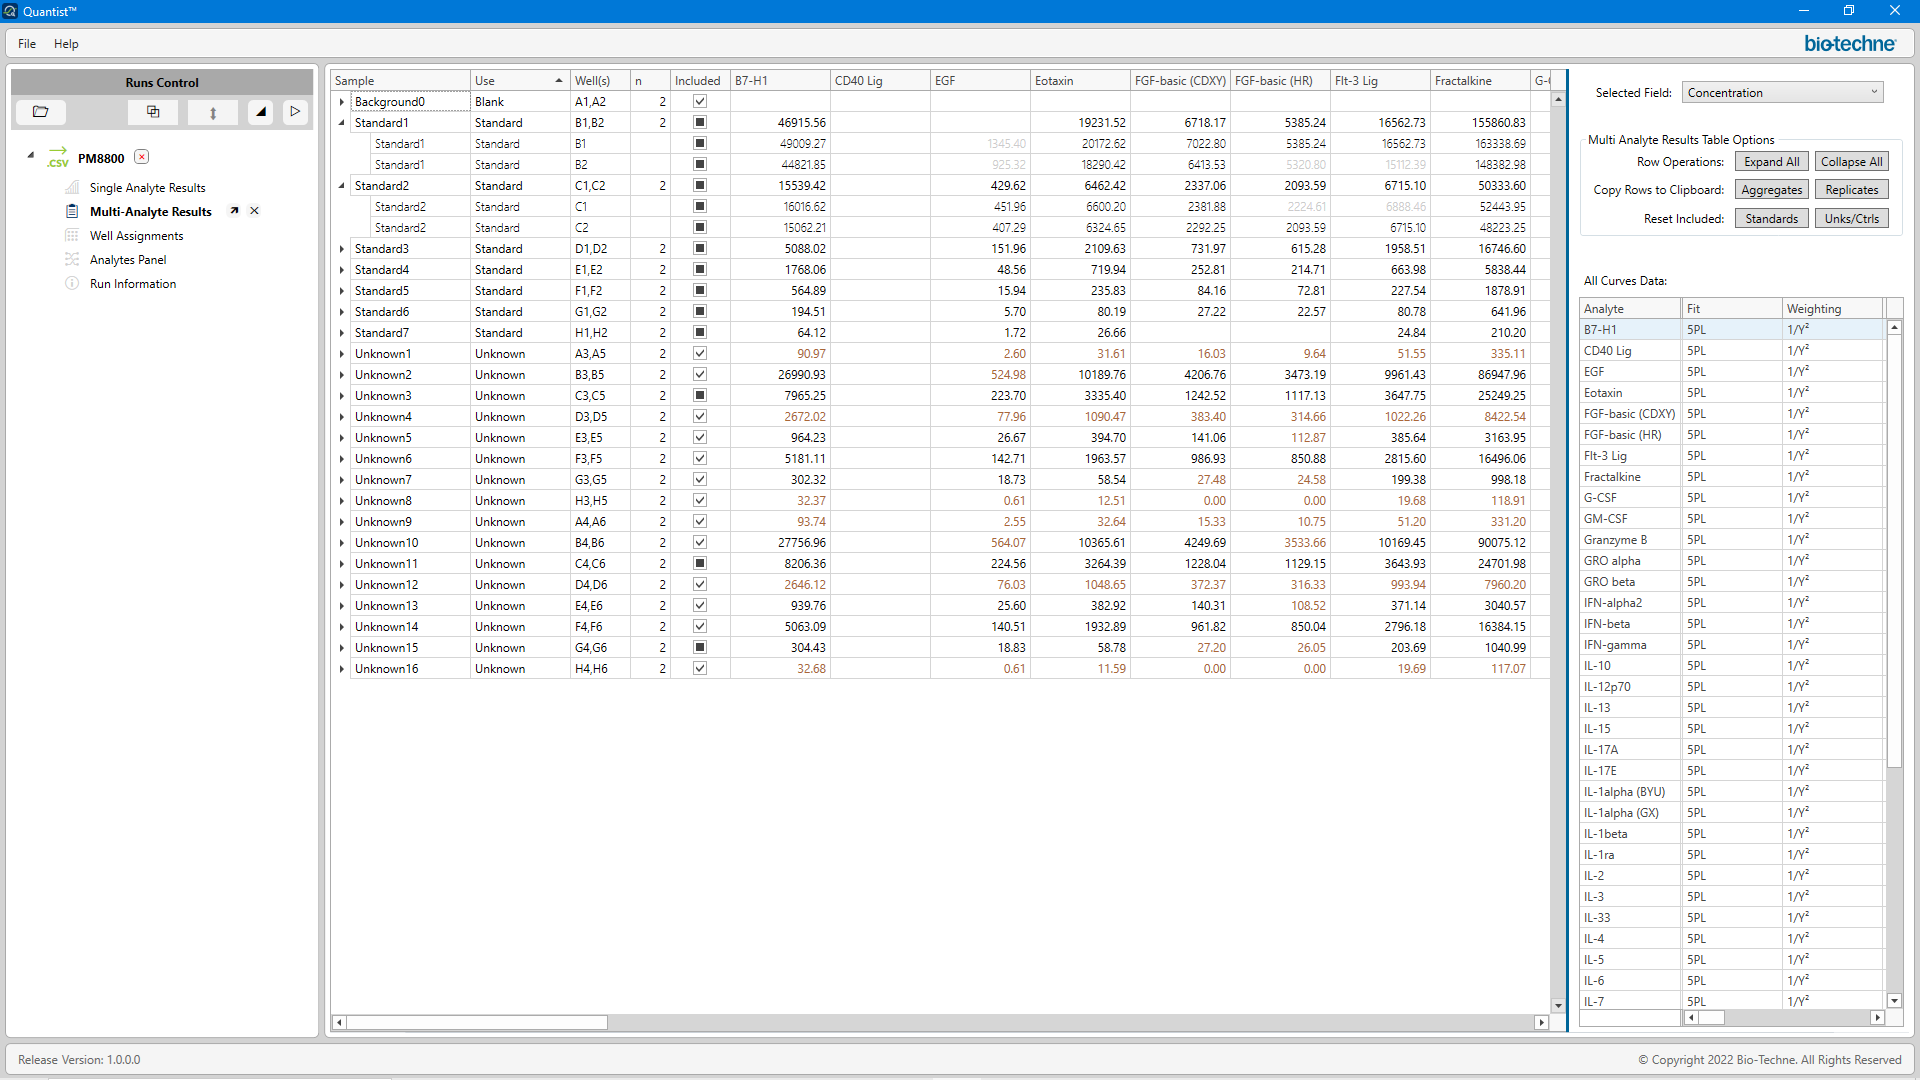 Quantist™
File Help
bio-techne
Runs Control
.csv PM8800
Single Analyte Results
Multi-Analyte Results
Well Assignments
Analytes Panel
Run Information
Sample Use Well(s) n Included B7-H1 CD40 Lig EGF Eotaxin FGF-basic (CDXY) FGF-basic (HR) Flt-3 Lig Fractalkine
Background0 Blank A1,A2 2
Standard1 Standard B1,B2 2 46915.56 19231.52 6718.17 5385.24 16562.73 155860.83
Standard1 Standard B1 49009.27 1345.40 20172.62 7022.80 5385.24 16562.73 163338.69
Standard1 Standard B2 44821.85 925.32 18290.42 6413.53 5320.80 15112.39 148382.98
Standard2 Standard C1,C2 2 15539.42 429.62 6462.42 2337.06 2093.59 6715.10 50333.60
Standard2 Standard C1 16016.62 451.96 6600.20 2381.88 2224.61 6888.46 52443.95
Standard2 Standard C2 15062.21 407.29 6324.65 2292.25 2093.59 6715.10 48223.25
Standard3 Standard D1,D2 2 5088.02 151.96 2109.63 731.97 615.28 1958.51 16746.60
Standard4 Standard E1,E2 2 1768.06 48.56 719.94 252.81 214.71 663.98 5838.44
Standard5 Standard F1,F2 2 564.89 15.94 235.83 84.16 72.81 227.54 1878.91
Standard6 Standard G1,G2 2 194.51 5.70 80.19 27.22 22.57 80.78 641.96
Standard7 Standard H1,H2 2 64.12 1.72 26.66 24.84 210.20
Unknown1 Unknown A3,A5 2 90.97 2.60 31.61 16.03 9.64 51.55 335.11
Unknown2 Unknown B3,B5 2 26990.93 524.98 10189.76 4206.76 3473.19 9961.43 86947.96
Unknown3 Unknown C3,C5 2 7965.25 223.70 3335.40 1242.52 1117.13 3647.75 25249.25
Unknown4 Unknown D3,D5 2 2672.02 77.96 1090.47 383.40 314.66 1022.26 8422.54
Unknown5 Unknown E3,E5 2 964.23 26.67 394.70 141.06 112.87 385.64 3163.95
Unknown6 Unknown F3,F5 2 5181.11 142.71 1963.57 986.93 850.88 2815.60 16496.06
Unknown7 Unknown G3,G5 2 302.32 18.73 58.54 27.48 24.58 199.38 998.18
Unknown8 Unknown H3,H5 2 32.37 0.61 12.51 0.00 0.00 19.68 118.91
Unknown9 Unknown A4,A6 2 93.74 2.55 32.64 15.33 10.75 51.20 331.20
Unknown10 Unknown B4,B6 2 27756.96 564.07 10365.61 4249.69 3533.66 10169.45 90075.12
Unknown11 Unknown C4,C6 2 8206.36 224.56 3264.39 1228.04 1129.15 3643.93 24701.98
Unknown12 Unknown D4,D6 2 2646.12 76.03 1048.65 372.37 316.33 993.94 7960.20
Unknown13 Unknown E4,E6 2 939.76 25.60 382.92 140.31 108.52 371.14 3040.57
Unknown14 Unknown F4,F6 2 5063.09 140.51 1932.89 961.82 850.04 2796.18 16384.15
Unknown15 Unknown G4,G6 2 304.43 18.83 58.78 27.20 26.05 203.69 1040.99
Unknown16 Unknown H4,H6 2 32.68 0.61 11.59 0.00 0.00 19.69 117.07
Selected Field: Concentration
Multi Analyte Results Table Options
Row Operations: Expand All Collapse All
Copy Rows to Clipboard: Aggregates Replicates
Reset Included: Standards Unks/Ctrls
All Curves Data:
Analyte Fit Weighting
B7-H1 5PL 1/Y²
CD40 Lig 5PL 1/Y²
EGF 5PL 1/Y²
Eotaxin 5PL 1/Y²
FGF-basic (CDXY) 5PL 1/Y²
FGF-basic (HR) 5PL 1/Y²
Flt-3 Lig 5PL 1/Y²
Fractalkine 5PL 1/Y²
G-CSF 5PL 1/Y²
GM-CSF 5PL 1/Y²
Granzyme B 5PL 1/Y²
GRO alpha 5PL 1/Y²
GRO beta 5PL 1/Y²
IFN-alpha2 5PL 1/Y²
IFN-beta 5PL 1/Y²
IFN-gamma 5PL 1/Y²
IL-10 5PL 1/Y²
IL-12p70 5PL 1/Y²
IL-13 5PL 1/Y²
IL-15 5PL 1/Y²
IL-17A 5PL 1/Y²
IL-17E 5PL 1/Y²
IL-1alpha (BYU) 5PL 1/Y²
IL-1alpha (GX) 5PL 1/Y²
IL-1beta 5PL 1/Y²
IL-1ra 5PL 1/Y²
IL-2 5PL 1/Y²
IL-3 5PL 1/Y²
IL-33 5PL 1/Y²
IL-4 5PL 1/Y²
IL-5 5PL 1/Y²
IL-6 5PL 1/Y²
IL-7 5PL 1/Y²
Release Version: 1.0.0.0
© Copyright 2022 Bio-Techne. All Rights Reserved